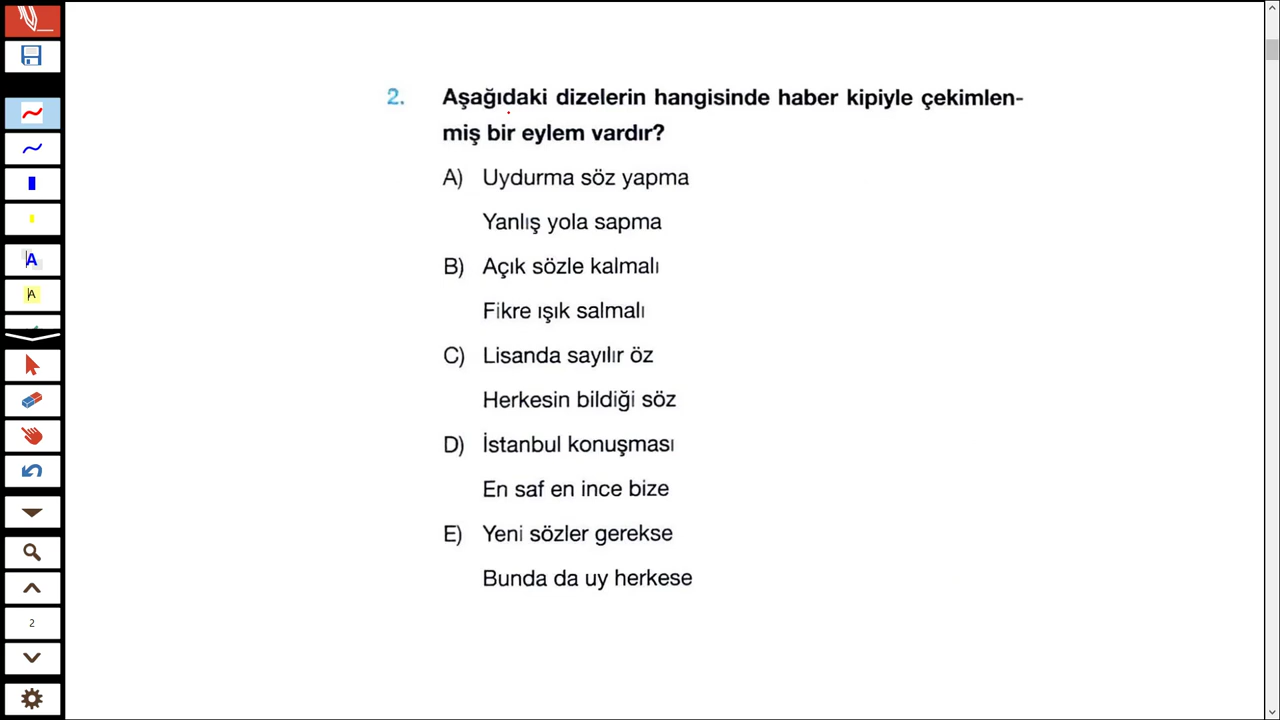 2. Aşağıdaki dizelerin hangisinde haber kipiyle çekimlen-
miş bir eylem vardır?
A) Uydurma söz yapma
Yanlış yola sapma
B) Açık sözle kalmalı
Fikre ışık salmalı
C) Lisanda sayılır öz
Herkesin bildiği söz
D) İstanbul konuşması
En saf en ince bize
E) Yeni sözler gerekse
Bunda da uy herkese
A
A
2